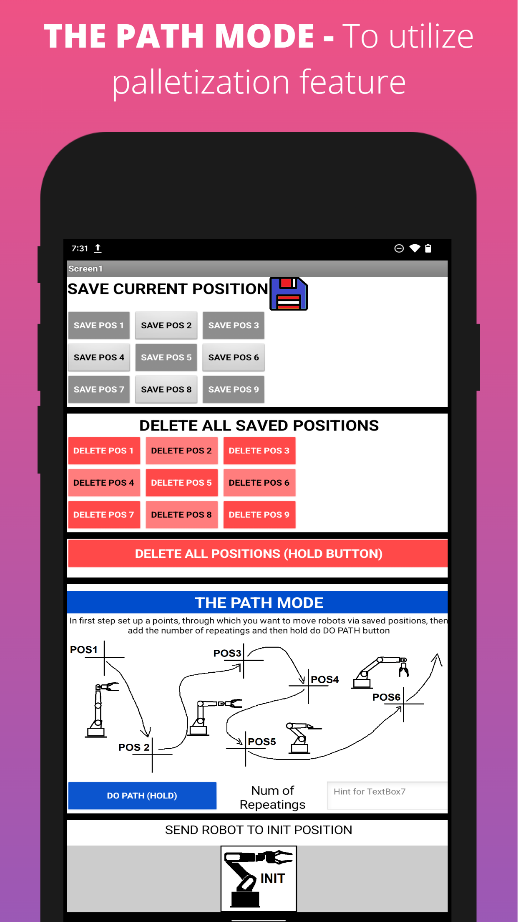 THE PATH MODE - To utilize
palletization feature
7:31
Screen1
SAVE CURRENT POSITION
SAVE POS 1 SAVE POS 2 SAVE POS 3
SAVE POS 4 SAVE POS 5 SAVE POS 6
SAVE POS 7 SAVE POS 8 SAVE POS 9
DELETE ALL SAVED POSITIONS
DELETE POS 1 DELETE POS 2 DELETE POS 3
DELETE POS 4 DELETE POS 5 DELETE POS 6
DELETE POS 7 DELETE POS 8 DELETE POS 9
DELETE ALL POSITIONS (HOLD BUTTON)
THE PATH MODE
In first step set up a points, through which you want to move robots via saved positions, then
add the number of repeatings and then hold do DO PATH button
POS1 POS3
POS4
POS6
POS 2 POS5
DO PATH (HOLD)
Num of
Repeatings
Hint for TextBox7
SEND ROBOT TO INIT POSITION
INIT